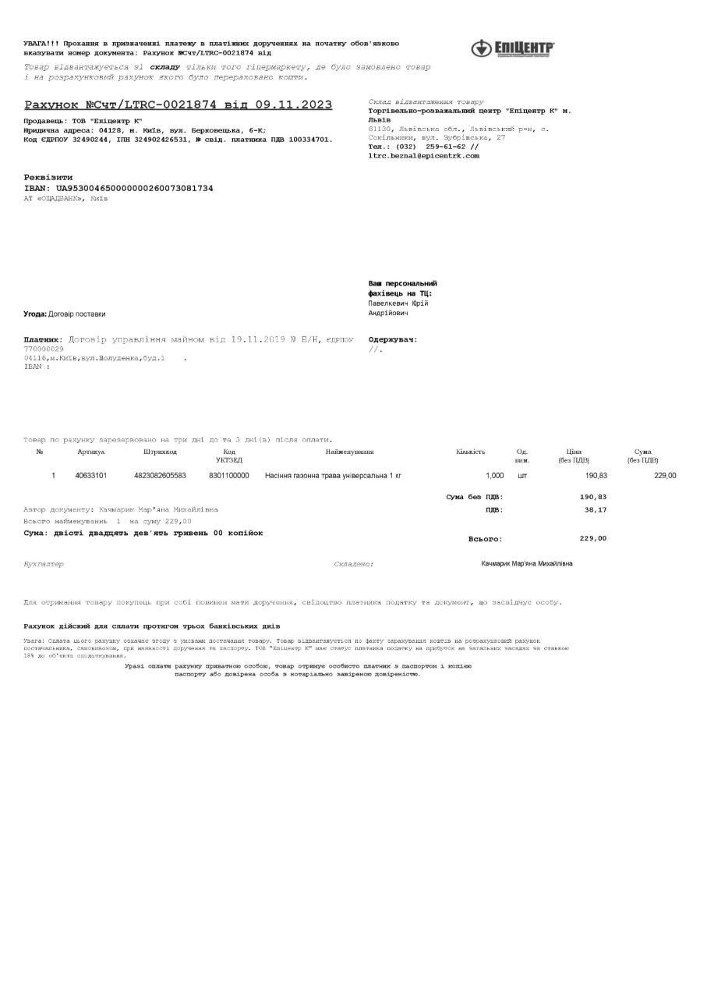 УВАГА!!! Прохання в призначенні платежу в платіжних дорученнях на початку обов'язково
вказувати номер документа: Рахунок №Счт/LTRC-0021874 від
ЕПІЦЕНТР
Товар відвантажується зі складу тільки того гіпермаркету, де було замовлено товар
і на розрахунковий рахунок якого було перераховано кошти.
Рахунок №Счт/LTRC-0021874 від 09.11.2023
Продавець: ТОВ "Епіцентр К"
Юридична адреса: 04128, м. Київ, вул. Берковецька, 6-К;
Код ЄДРПОУ 32490244, ІПН 324902426531, № свід. платника ПДВ 100334701.
Склад відвантаження товару
Торгівельно-розважальний центр "Епіцентр К" м.
Львів
81130, Львівська обл., Львівський р-н, с.
Сокільники, вул. Зубрівська, 27
Тел.: (032) 259-61-62 //
ltrc.beznal@epicentrk.com
Реквізити
IBAN: UA953004650000000260073081734
АТ «ОЩАДБАНК», Київ
Ваш персональний
фахівець на ТЦ:
Павелкевич Юрій
Андрійович
Угода: Договір поставки
Платник: Договір управління майном від 19.11.2019 № Б/Н, ЄДРПОУ
770000029
04116,м.Київ,вул.Шолуденка,буд.1 .
IBAN :
Одержувач:
//.
Товар по рахунку зарезервовано на три дні до та 3 дні(в) після оплати.
№ Артикул Штрихкод Код УКТЗЕД Найменування Кількість Од. вим. Ціна (без ПДВ) Сума (без ПДВ)
1 40633101 4823082605583 8301100000 Насіння газонна трава універсальна 1 кг 1,000 шт 190,83 229,00
Сума без ПДВ: 190,83
Автор документу: Качмарик Мар'яна Михайлівна
ПДВ: 38,17
Всього найменуваннь 1 на суму 229,00
Сума: двісті двадцять дев'ять гривень 00 копійок
Всього: 229,00
Бухгалтер Складено: Качмарик Мар'яна Михайлівна
Для отримання товару покупець при собі повинен мати доручення, свідоцтво платника податку та документ, що засвідчує особу.
Рахунок дійсний для сплати протягом трьох банківських днів
Увага! Оплата цього рахунку означає згоду з умовами постачання товару. Товар відвантажується по факту зарахування коштів на розрахунковий рахунок
постачальника, самовивозом, при наявності доручення та паспорту. ТОВ "Епіцентр К" має статус платника податку на прибуток на загальних засадах за ставкою
18% до об'єкта оподаткування.
Уразі оплати рахунку приватною особою, товар отримує особисто платник з паспортом і копією
паспорту або довірена особа з нотаріально завіреною довіреністю.